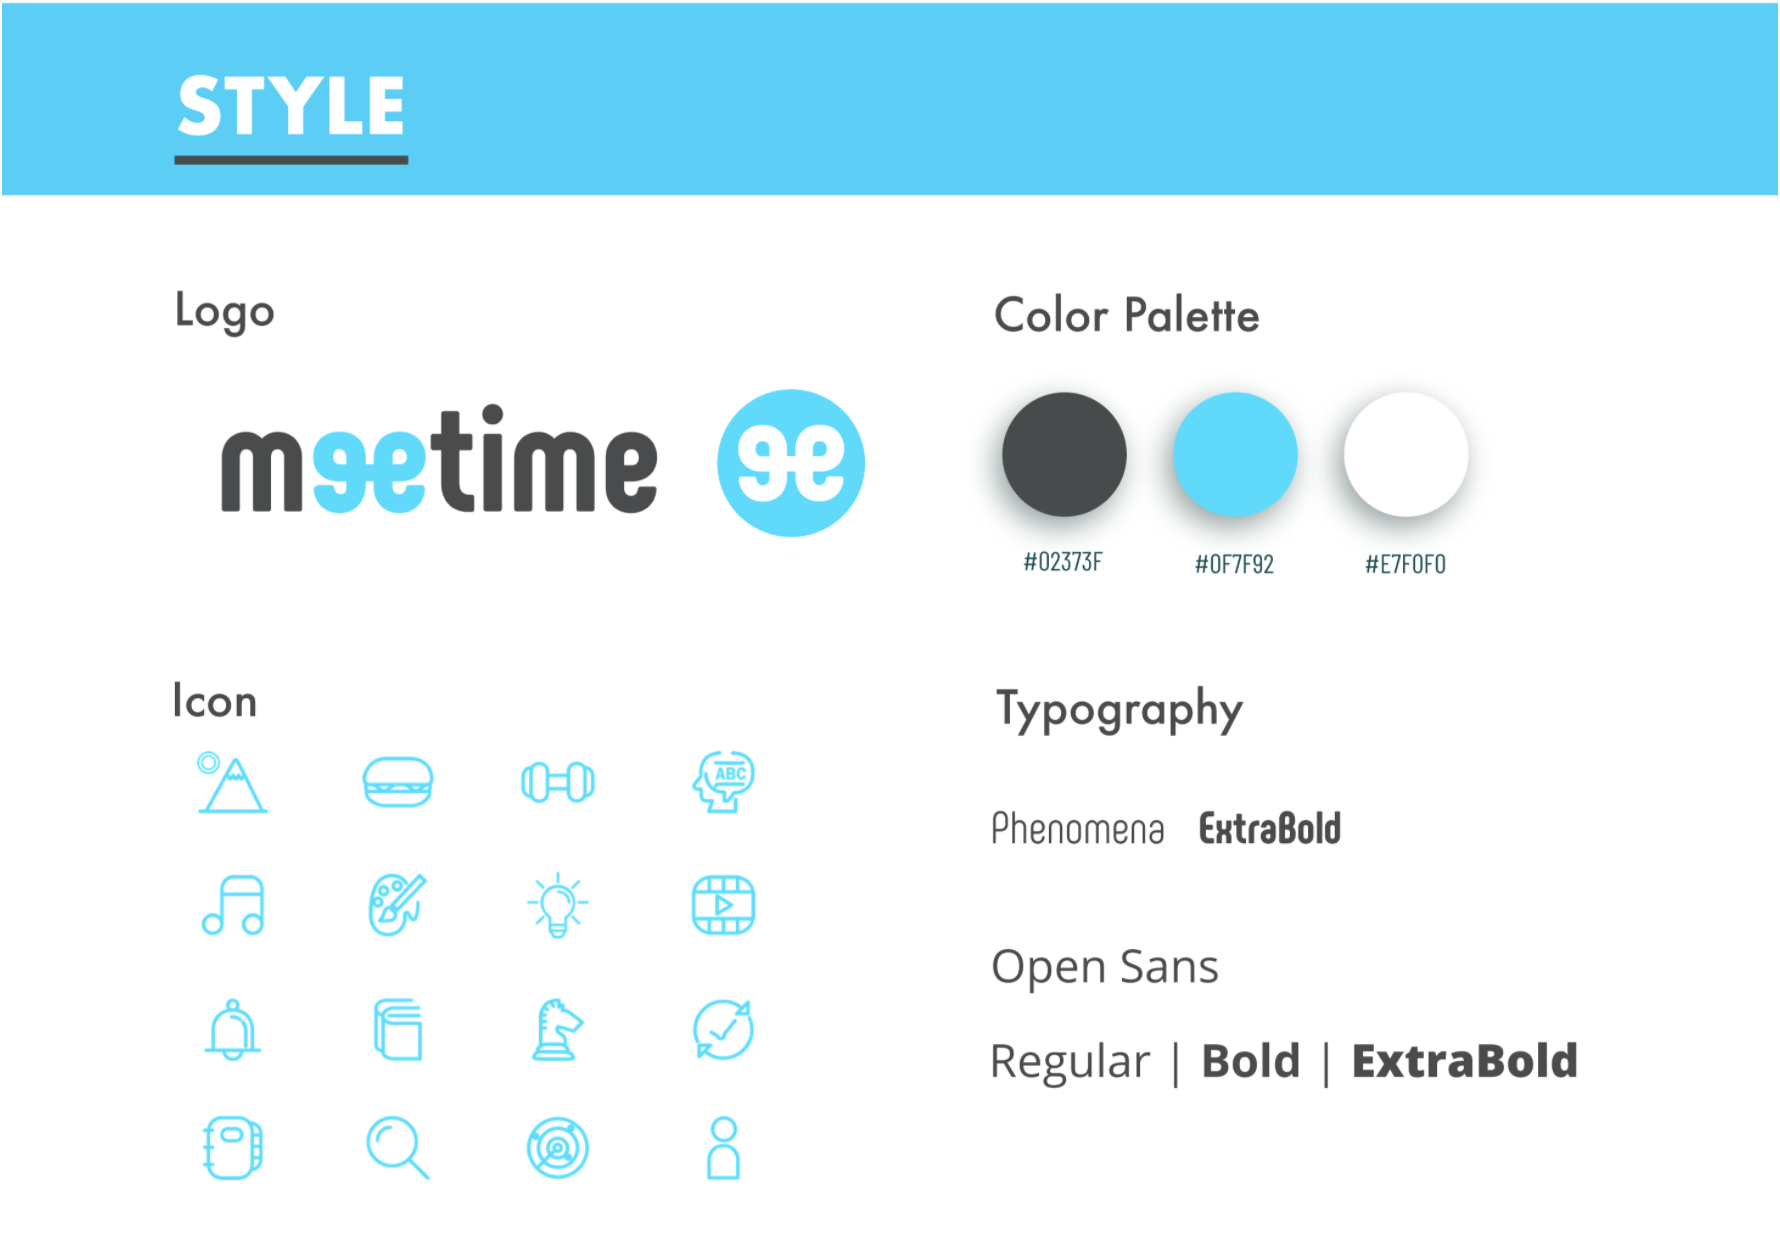 STYLE
Logo
meetime
ee
Color Palette
#02373F
#0F7F92
#E7F0F0
Icon
ABC
Typography
Phenomena ExtraBold
Open Sans
Regular | Bold | ExtraBold